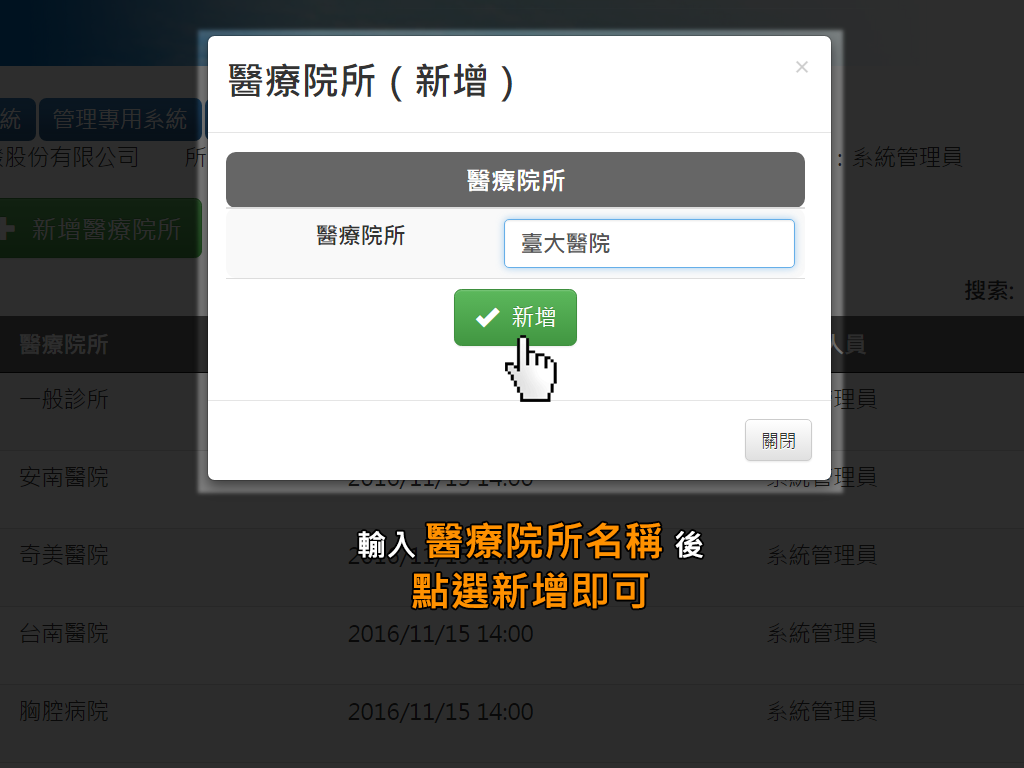 醫療院所 ( 新增 )
×
統 管理專用系統
股份有限公司 所 : 系統管理員
醫療院所
新增醫療院所
醫療院所 臺大醫院
搜索:
新增
醫療院所 人員
一般診所 理員
關閉
安南醫院 2016/11/15 14:00 系統管理員
輸入 醫療院所名稱 後
奇美醫院 2016/11/15 14:00 系統管理員
點選新增即可
台南醫院 2016/11/15 14:00 系統管理員
胸腔病院 2016/11/15 14:00 系統管理員